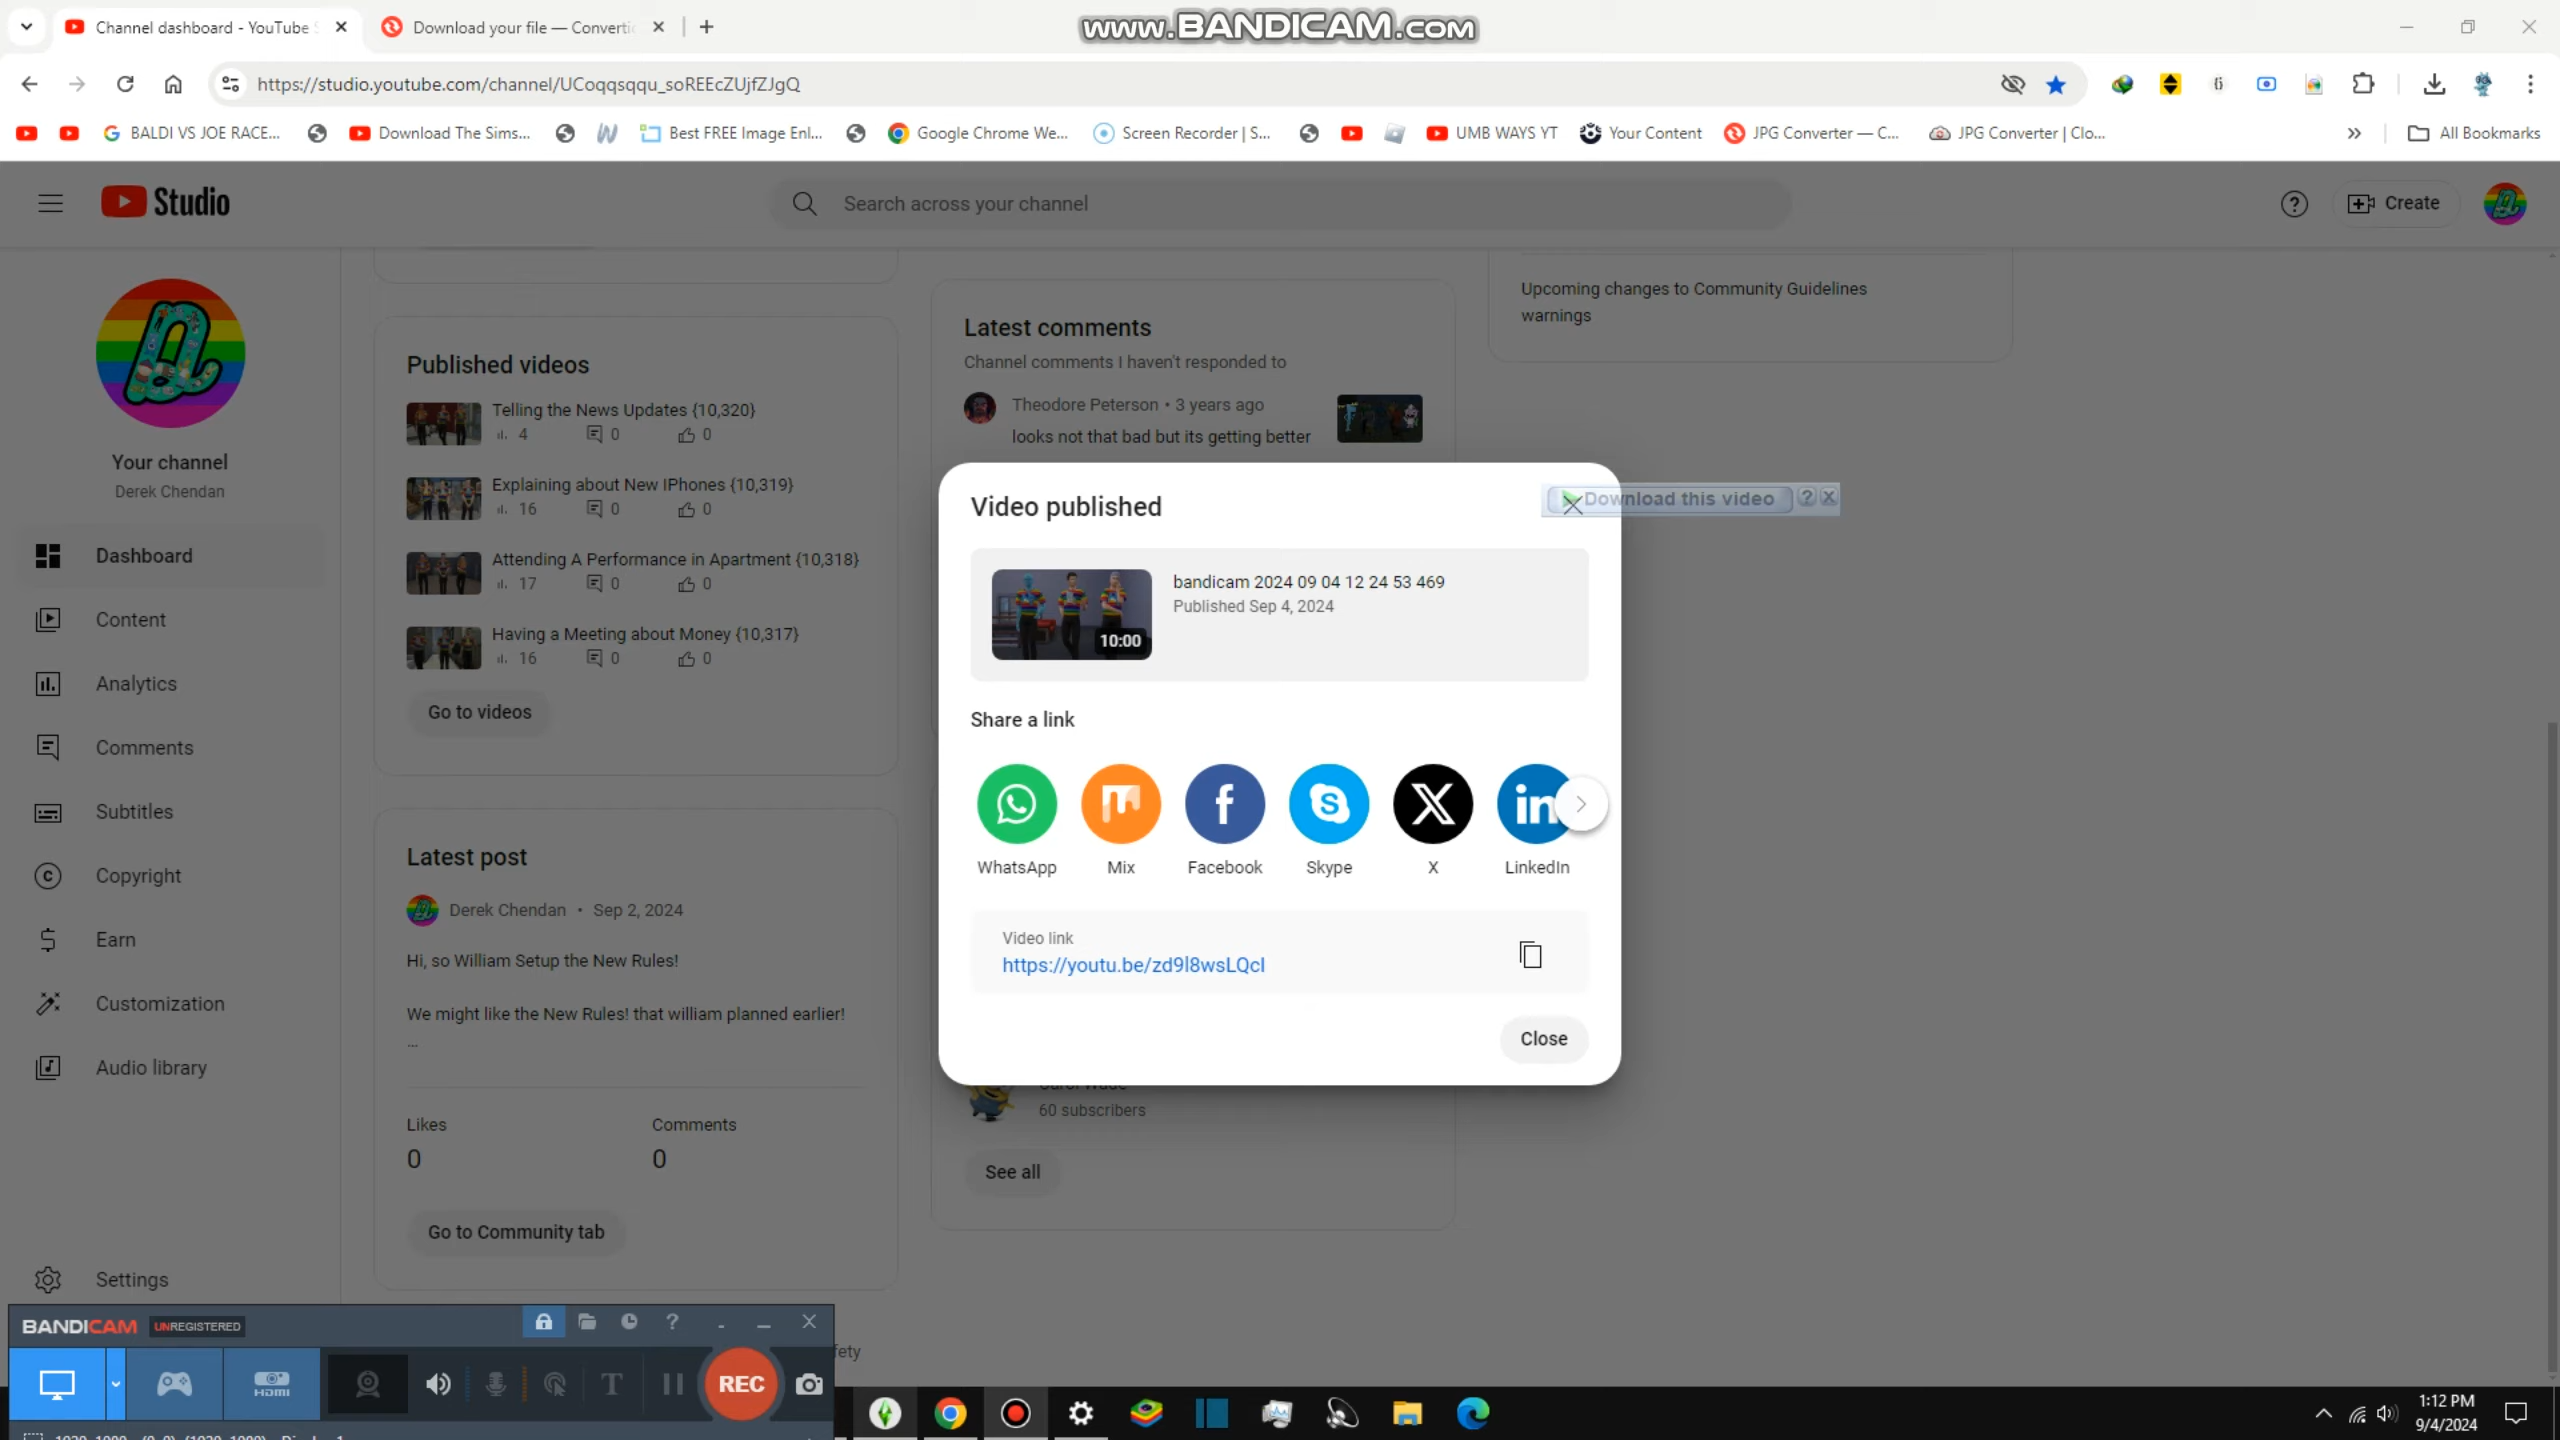 Channel dashboard - YouTube S
Download your file — Converti
www.BANDICAM.com
https://studio.youtube.com/channel/UCoqqsqqu_soREEcZUjfZJgQ
BALDI VS JOE RACE...
Download The Sims...
Best FREE Image Enl...
Google Chrome We...
Screen Recorder | S...
UMB WAYS YT
Your Content
JPG Converter — C...
JPG Converter | Clo...
All Bookmarks
Studio
Search across your channel
Create
Your channel
Derek Chendan
Dashboard
Content
Analytics
Comments
Subtitles
Copyright
Earn
Customization
Audio library
Settings
Published videos
Telling the News Updates {10,320}
4 0 0
Explaining about New IPhones {10,319}
16 0 0
Attending A Performance in Apartment {10,318}
17 0 0
Having a Meeting about Money {10,317}
16 0 0
Go to videos
Latest post
Derek Chendan • Sep 2, 2024
Hi, so William Setup the New Rules!
We might like the New Rules! that william planned earlier!
...
Likes Comments
0 0
Go to Community tab
Latest comments
Channel comments I haven't responded to
Theodore Peterson • 3 years ago
looks not that bad but its getting better
Upcoming changes to Community Guidelines
warnings
Video published
Download this video
10:00
bandicam 2024 09 04 12 24 53 469
Published Sep 4, 2024
Share a link
WhatsApp
Mix
Facebook
Skype
X
LinkedIn
Video link
https://youtu.be/zd9l8wsLQcI
Close
60 subscribers
See all
BANDICAM UNREGISTERED
HDMI
T
REC
fety
1:12 PM
9/4/2024